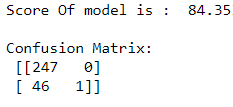 Score Of model is :  84.35
Confusion Matrix:
[[247   0]
 [ 46   1]]